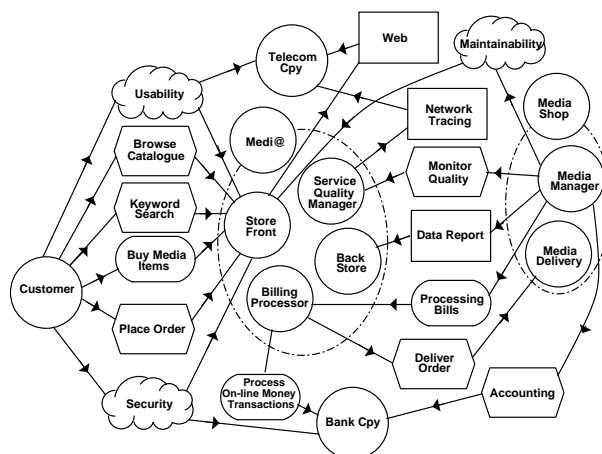 Web
Telecom
Cpy
Maintainability
Usability
Media
Shop
Network
Tracing
Medi@
Browse
Catalogue
Service
Quality
Manager
Monitor
Quality
Media
Manager
Keyword
Search
Store
Front
Data Report
Buy Media
Items
Back
Store
Media
Delivery
Customer
Billing
Processor
Processing
Bills
Place Order
Deliver
Order
Process
On-line Money
Transactions
Accounting
Security
Bank Cpy